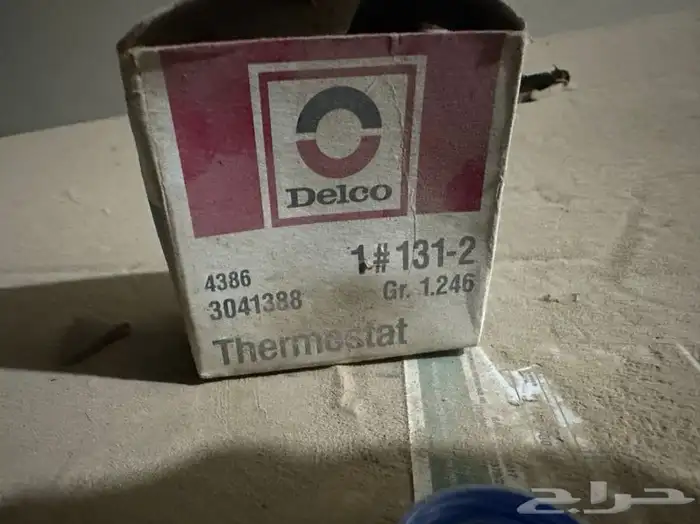 Delco
1#131-2
4386
Gr. 1.246
3041388
Thermostat
حراج